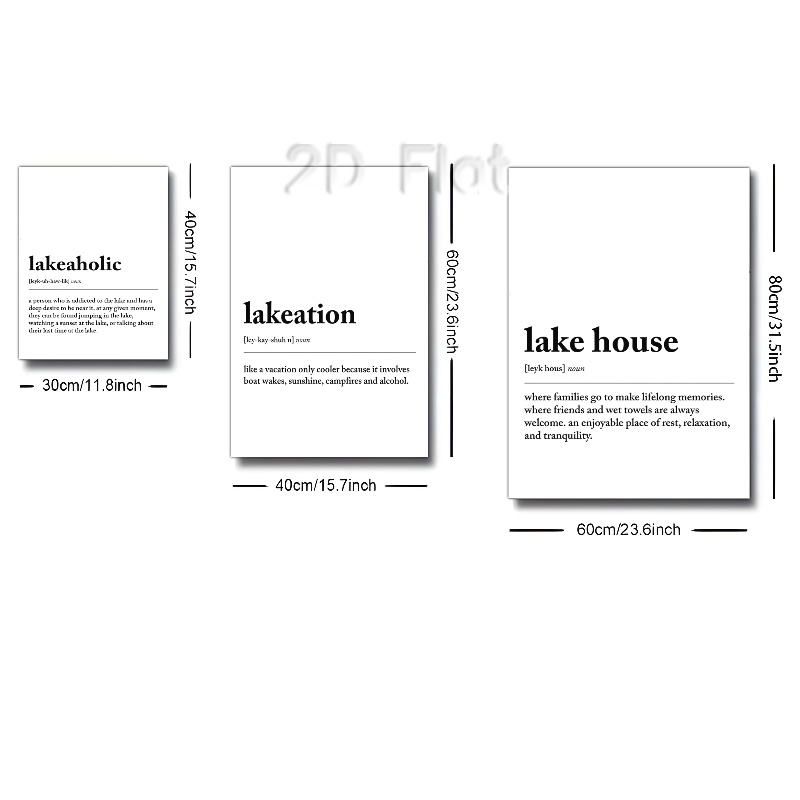 2D Flat
lakeaholic
[leyk-uh-haw-lik] noun
a person who is addicted to the lake and has a
deep desire to be near it. at any given moment,
they can be found jumping in the lake,
watching a sunset at the lake, or talking about
their last time at the lake
40cm/15.7inch
30cm/11.8inch
lakeation
[ley-kay-shuh n] noun
like a vacation only cooler because it involves
boat wakes, sunshine, campfires and alcohol.
60cm/23.6inch
40cm/15.7inch
lake house
[leyk hous] noun
where families go to make lifelong memories.
where friends and wet towels are always
welcome. an enjoyable place of rest, relaxation,
and tranquility.
80cm/31.5inch
60cm/23.6inch